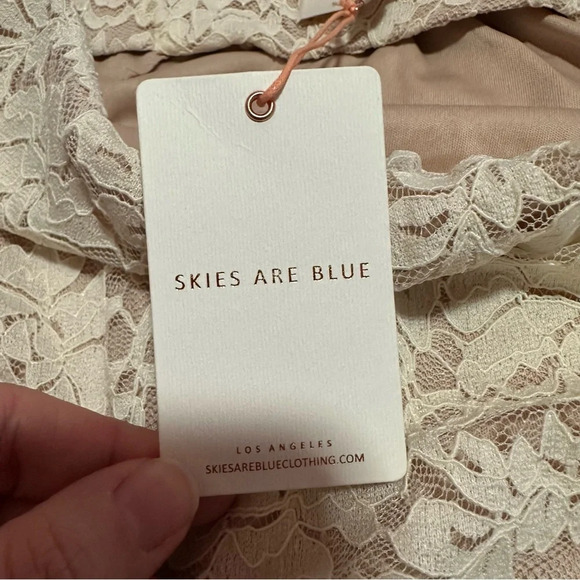 SKIES ARE BLUE
LOS ANGELES
SKIESAREBLUECLOTHING.COM